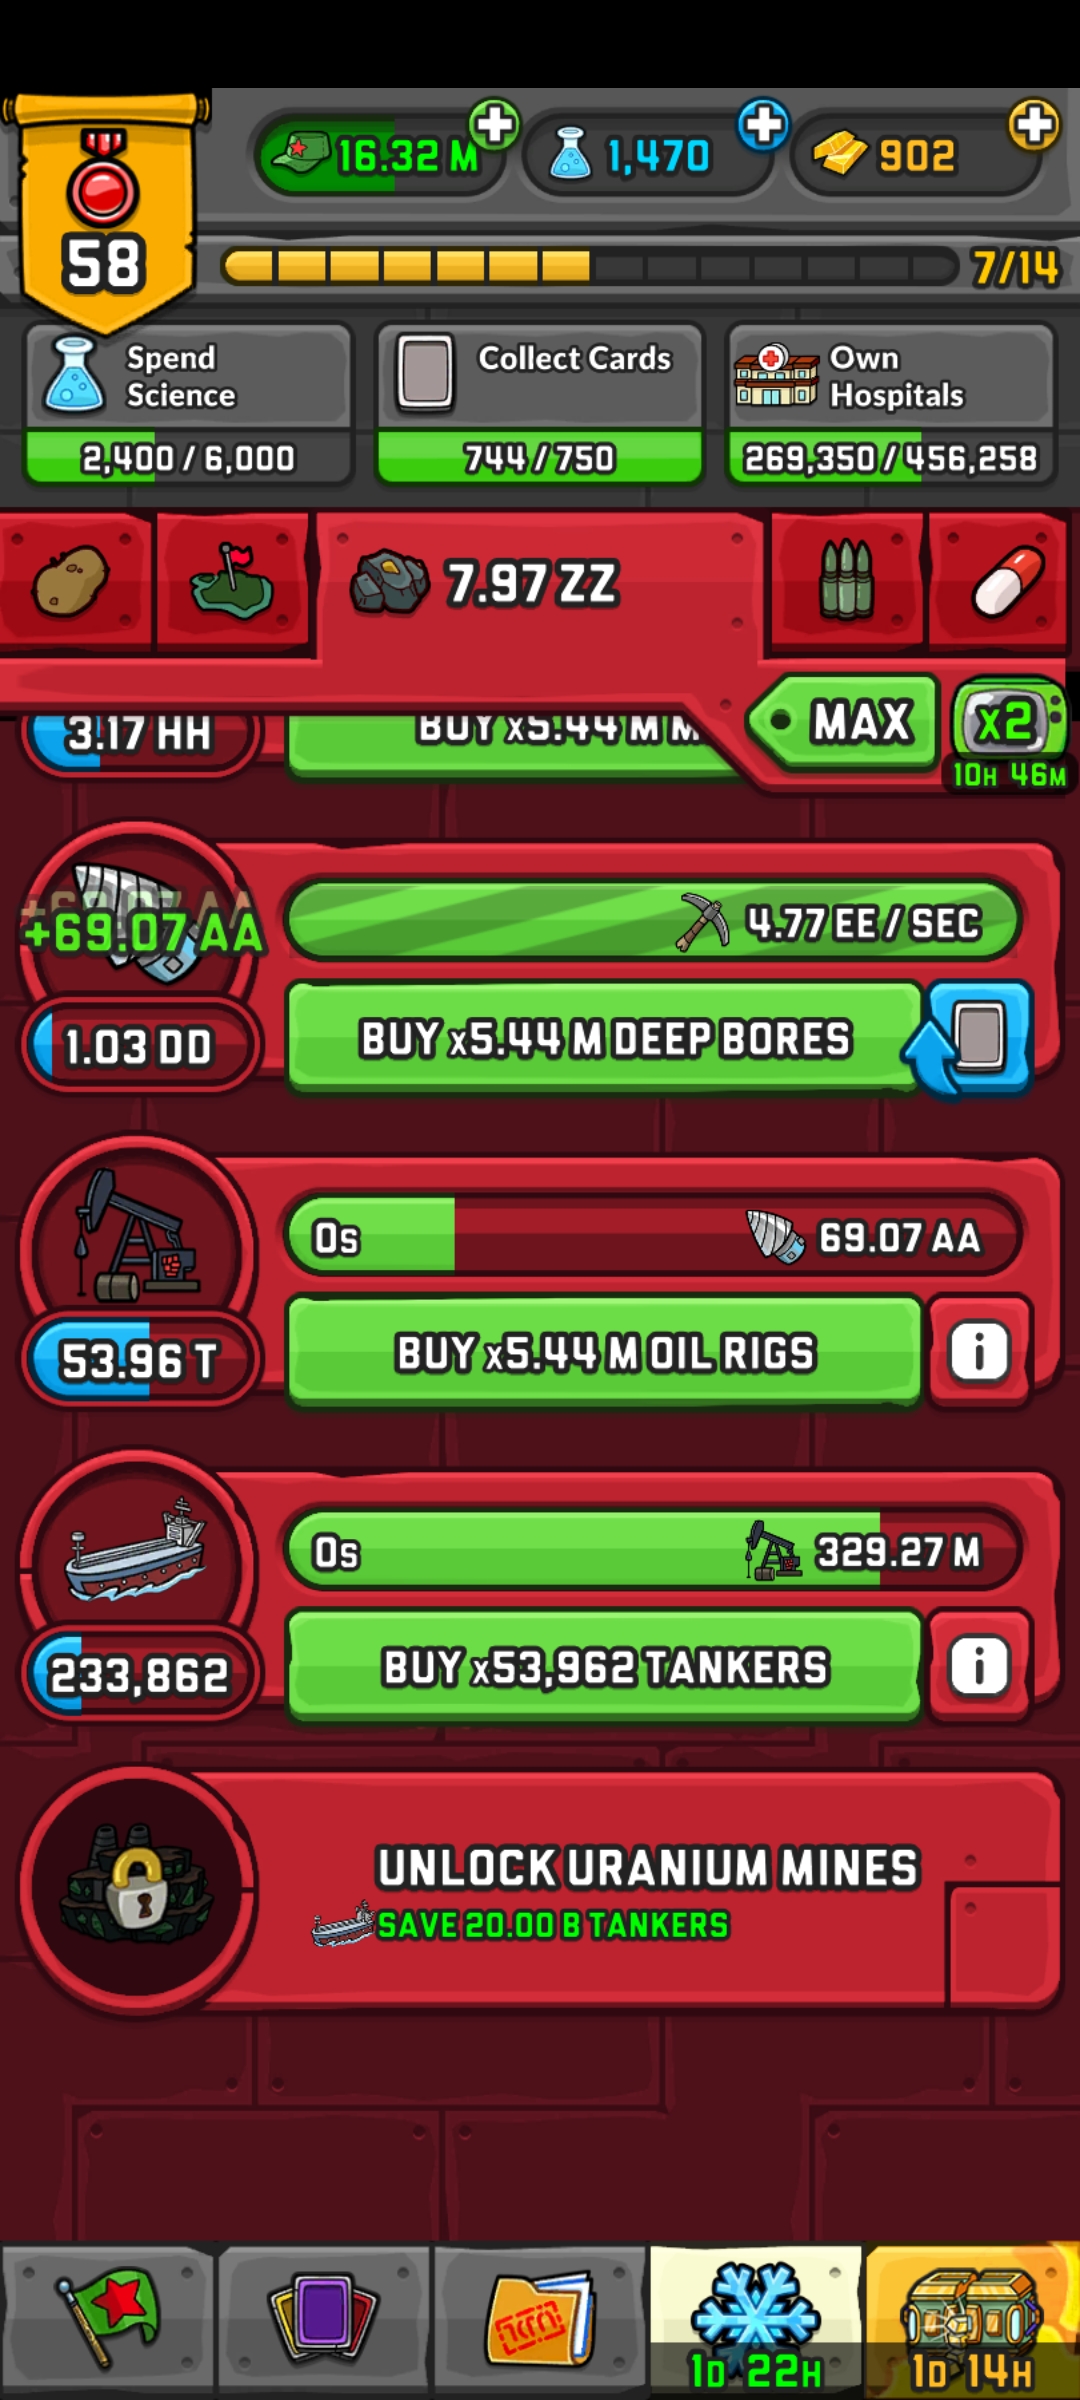 16.32 M
1,470
902
58
7/14
Spend
Science
2,400 / 6,000
Collect Cards
744 / 750
Own
Hospitals
269,350 / 456,258
7.97 ZZ
MAX
x2
10H 46M
3.17 HH
BUY x5.44 M M
+69.07 AA
4.77 EE / SEC
1.03 DD
BUY x5.44 M DEEP BORES
0s
69.07 AA
53.96 T
BUY x5.44 M OIL RIGS
i
0s
329.27 M
233,862
BUY x53,962 TANKERS
i
UNLOCK URANIUM MINES
SAVE 20.00 B TANKERS
1D 22H
1D 14H